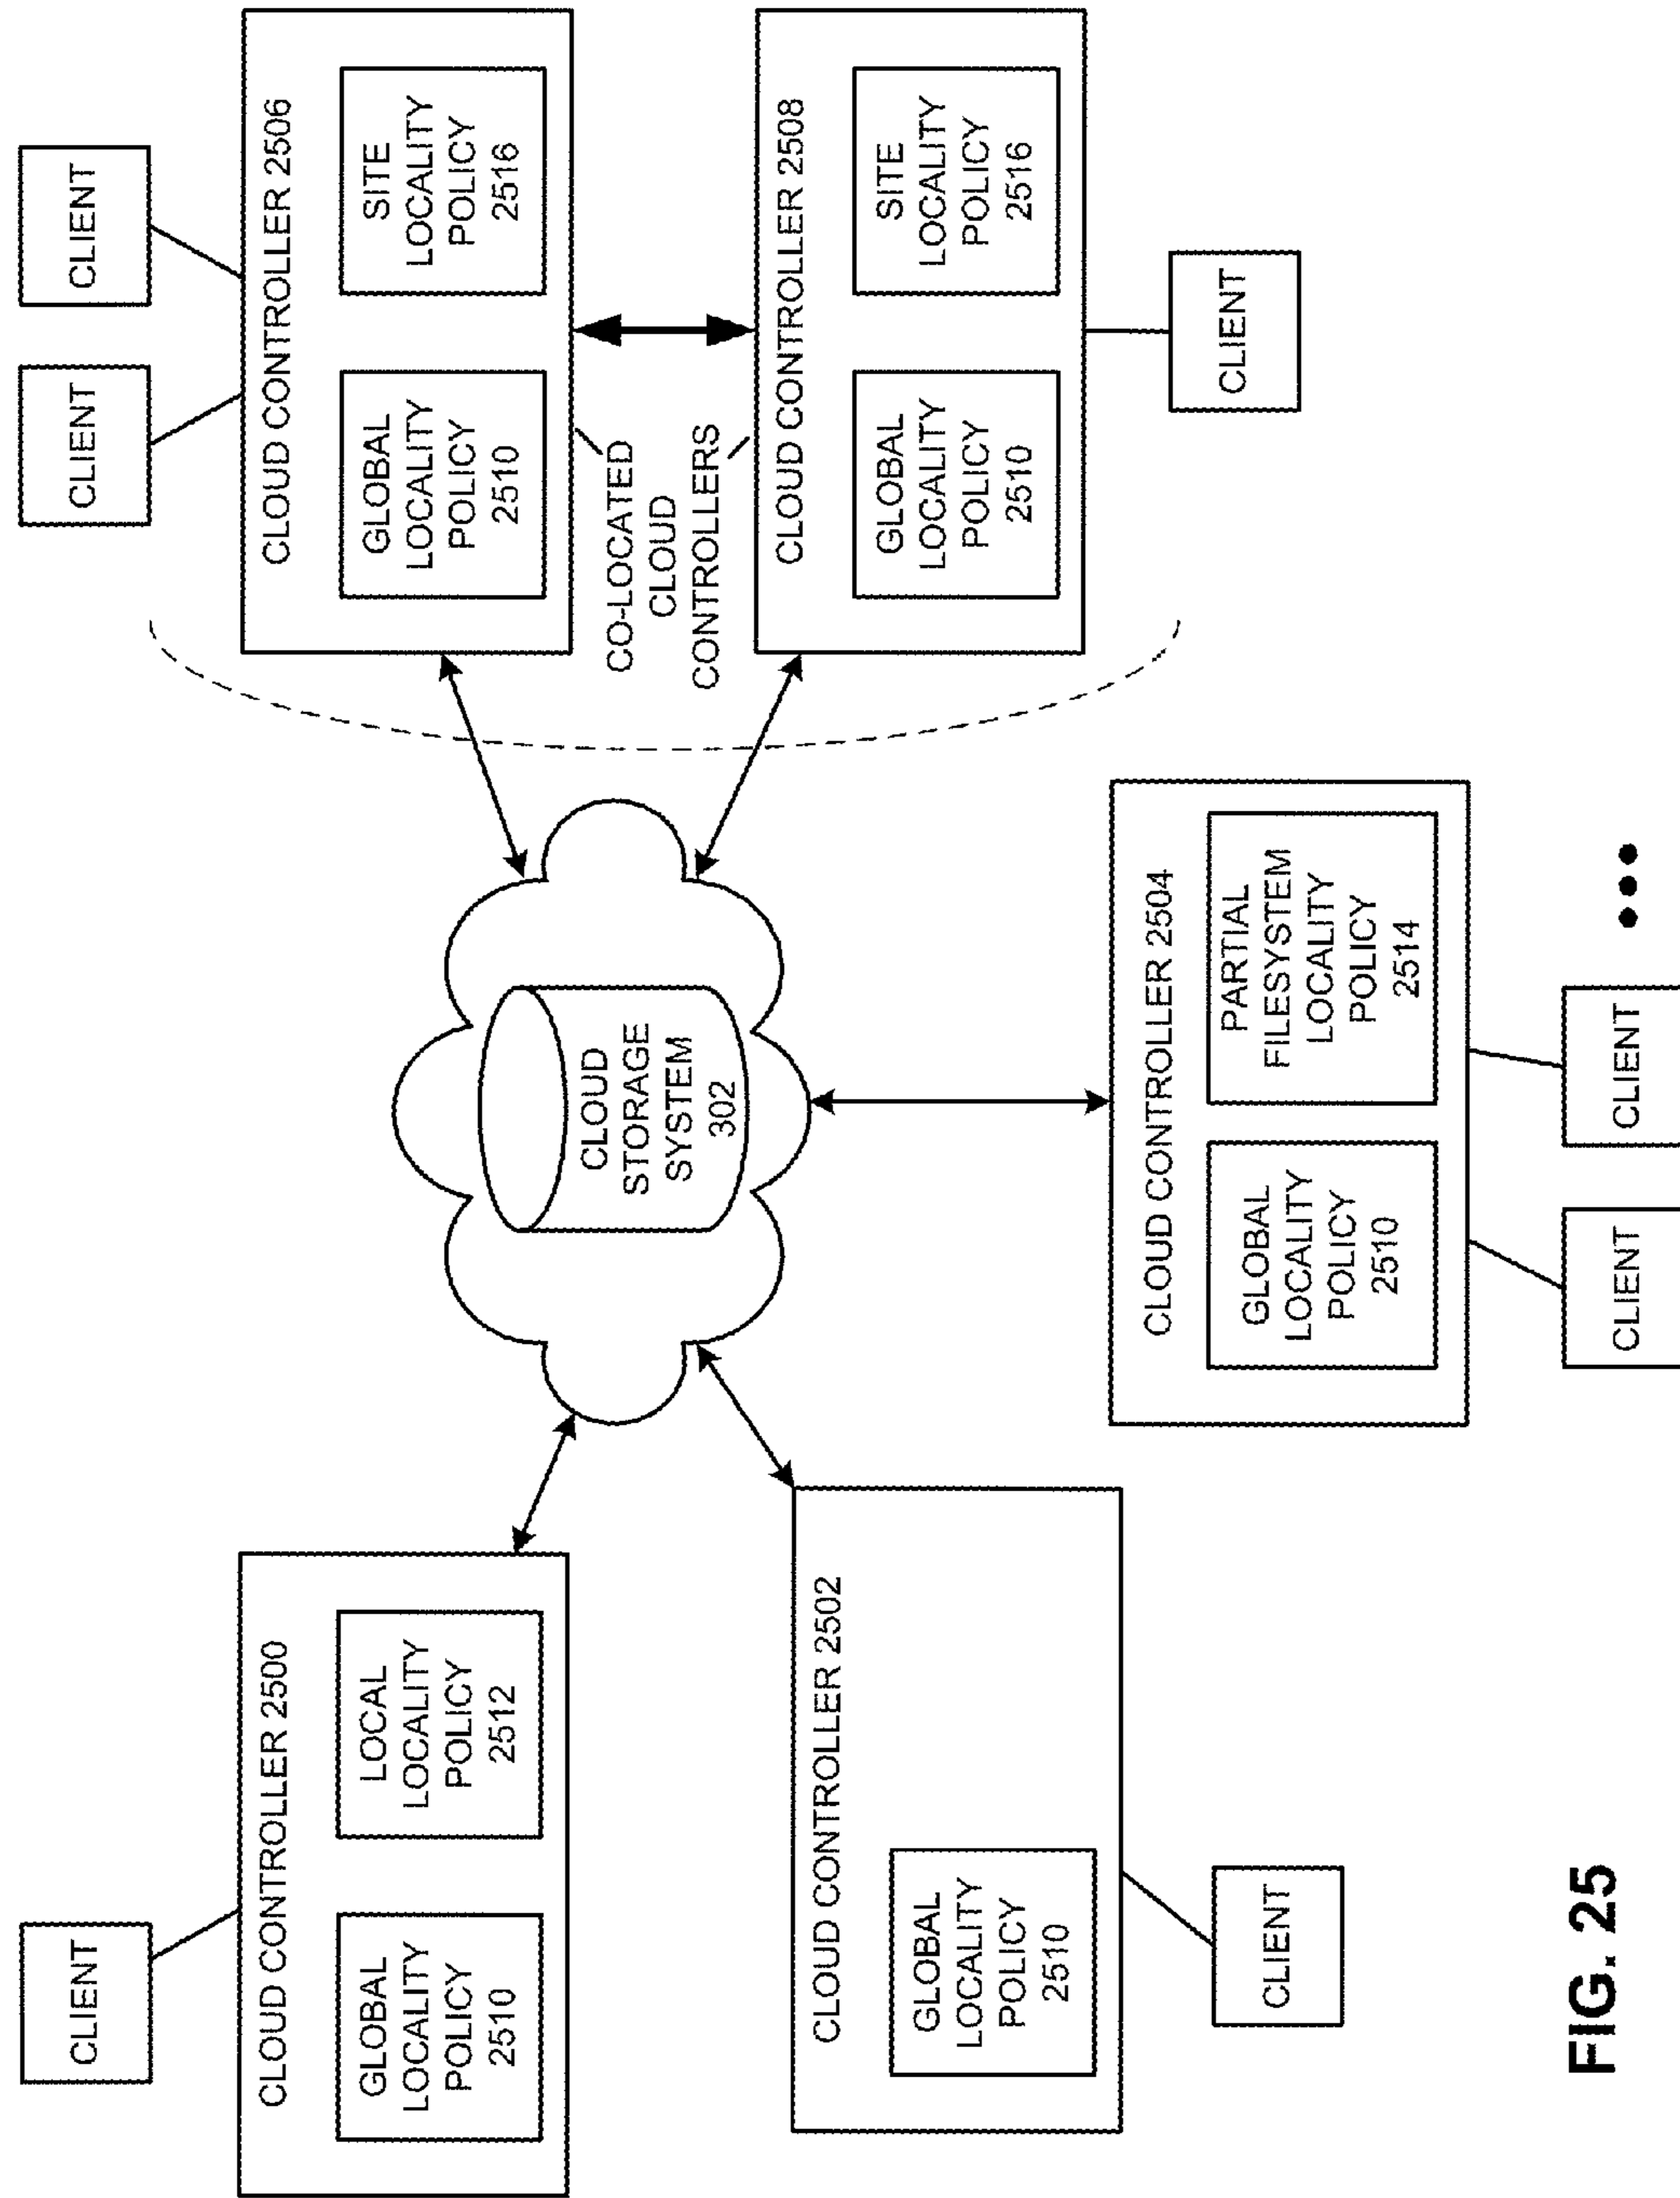 CLIENT
CLOUD CONTROLLER 2500
GLOBAL
LOCALITY
POLICY
2510
LOCAL
LOCALITY
POLICY
2512
CLOUD CONTROLLER 2502
GLOBAL
LOCALITY
POLICY
2510
CLIENT
CLOUD
STORAGE
SYSTEM
302
CLOUD CONTROLLER 2504
GLOBAL
LOCALITY
POLICY
2510
PARTIAL
FILESYSTEM
LOCALITY
POLICY
2514
CLIENT
CLIENT
CLIENT
CLIENT
CLOUD CONTROLLER 2506
GLOBAL
LOCALITY
POLICY
2510
SITE
LOCALITY
POLICY
2516
CO-LOCATED
CLOUD
CONTROLLERS
CLOUD CONTROLLER 2508
GLOBAL
LOCALITY
POLICY
2510
SITE
LOCALITY
POLICY
2516
CLIENT
FIG. 25